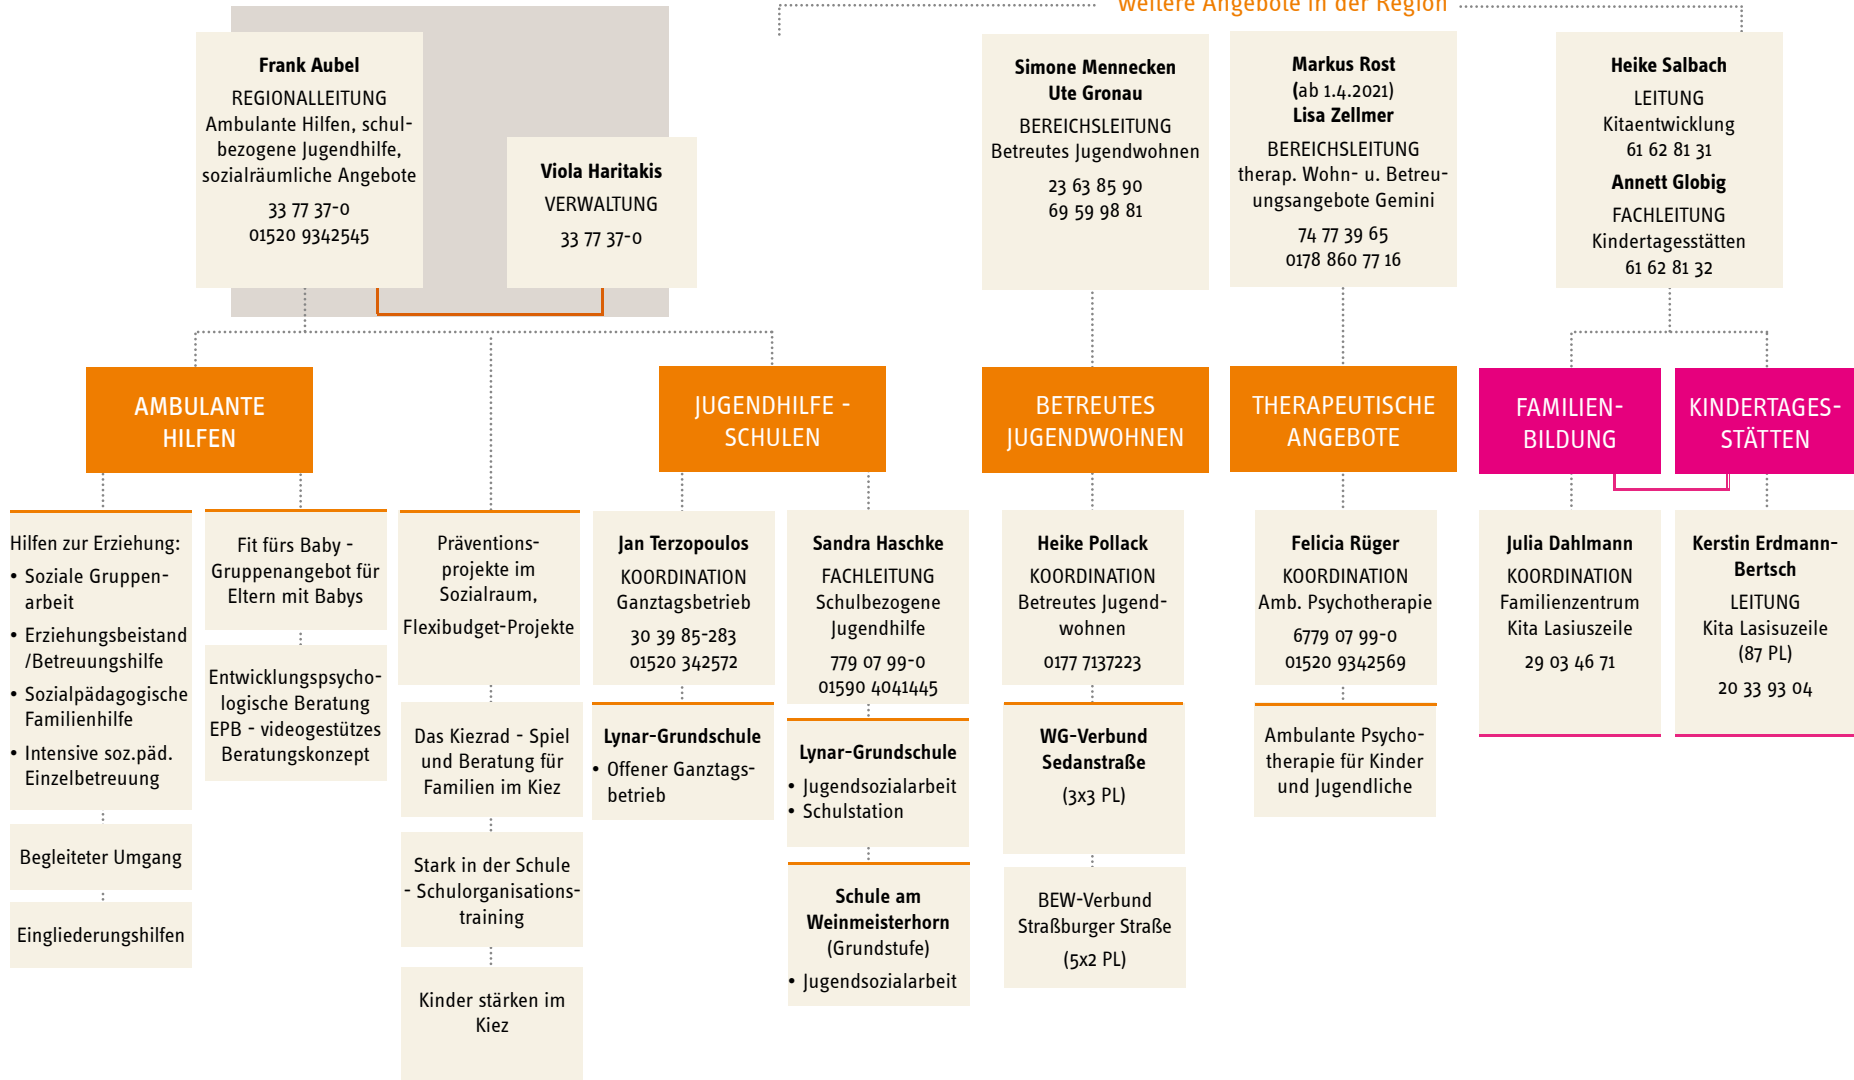 weitere Angebote in der Region
Frank Aubel
REGIONALLEITUNG
Ambulante Hilfen, schul-
bezogene Jugendhilfe,
sozialräumliche Angebote
33 77 37-0
01520 9342545
Viola Haritakis
VERWALTUNG
33 77 37-0
Simone Mennecken
Ute Gronau
BEREICHSLEITUNG
Betreutes Jugendwohnen
23 63 85 90
69 59 98 81
Markus Rost
(ab 1.4.2021)
Lisa Zellmer
BEREICHSLEITUNG
therap. Wohn- u. Betreu-
ungsangebote Gemini
74 77 39 65
0178 860 77 16
Heike Salbach
LEITUNG
Kitaentwicklung
61 62 81 31
Annett Globig
FACHLEITUNG
Kindertagesstätten
61 62 81 32
AMBULANTE
HILFEN
JUGENDHILFE -
SCHULEN
BETREUTES
JUGENDWOHNEN
THERAPEUTISCHE
ANGEBOTE
FAMILIEN-
BILDUNG
KINDERTAGES-
STÄTTEN
Hilfen zur Erziehung:
• Soziale Gruppen-
arbeit
• Erziehungsbeistand
/Betreuungshilfe
• Sozialpädagogische
Familienhilfe
• Intensive soz.päd.
Einzelbetreuung
Begleiteter Umgang
Eingliederungshilfen
Fit fürs Baby -
Gruppenangebot für
Eltern mit Babys
Entwicklungspsycho-
logische Beratung
EPB - videogestütztes
Beratungskonzept
Präventions-
projekte im
Sozialraum,
Flexibudget-Projekte
Das Kiezrad - Spiel
und Beratung für
Familien im Kiez
Stark in der Schule
- Schulorganisations-
training
Kinder stärken im
Kiez
Jan Terzopoulos
KOORDINATION
Ganztagsbetrieb
30 39 85-283
01520 342572
Lynar-Grundschule
• Offener Ganztags-
betrieb
Sandra Haschke
FACHLEITUNG
Schulbezogene
Jugendhilfe
779 07 99-0
01590 4041445
Lynar-Grundschule
• Jugendsozialarbeit
• Schulstation
Schule am
Weinmeisterhorn
(Grundstufe)
• Jugendsozialarbeit
Heike Pollack
KOORDINATION
Betreutes Jugend-
wohnen
0177 7137223
WG-Verbund
Sedanstraße
(3x3 PL)
BEW-Verbund
Straßburger Straße
(5x2 PL)
Felicia Rüger
KOORDINATION
Amb. Psychotherapie
6779 07 99-0
01520 9342569
Ambulante Psycho-
therapie für Kinder
und Jugendliche
Julia Dahlmann
KOORDINATION
Familienzentrum
Kita Lasiuszeile
29 03 46 71
Kerstin Erdmann-
Bertsch
LEITUNG
Kita Lasisuzeile
(87 PL)
20 33 93 04